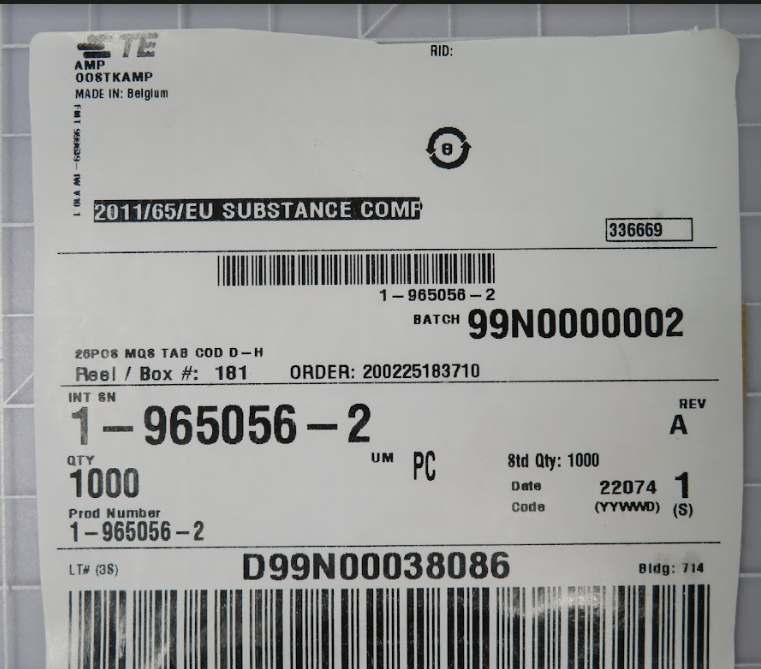 TE
RID:
AMP
008TKAMP
MADE IN: Belgium
2011/65/EU SUBSTANCE COMP
336669
1-965056-2
BATCH 99N0000002
26POS MQS TAB COD D-H
Reel / Box #: 181 ORDER: 200225183710
INT SN
1-965056-2
REV
A
QTY
1000
UM PC
Std Qty: 1000
Date Code 22074 1
(YYWWD) (S)
Prod Number
1-965056-2
LT# (3S) D99N00038086 Bldg: 714